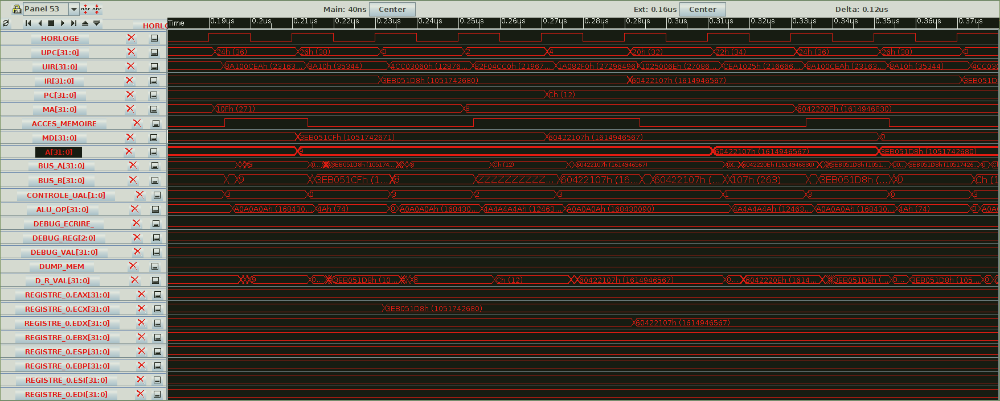 Panel 53 Main: 40ns Center Ext: 0.16us Center Delta: 0.12us
HORLO Time 0.19us 0.2us 0.21us 0.22us 0.23us 0.24us 0.25us 0.26us 0.27us 0.28us 0.29us 0.3us 0.31us 0.32us 0.33us 0.34us 0.35us 0.36us 0.37us
HORLOGE
UPC[31:0] 24h (36) 26h (38) 0 2 4 20h (32) 22h (34) 24h (36) 26h (38) 0
UIR[31:0] 8A100CEAh (23163... 8A10h (35344) 4CC03060h (12876... 82F04CC0h (21967... 1A082F0h (27296496) 1025006Eh (27086... CEA1025h (216666... 8A100CEAh (23163... 8A10h (35344) 4CC030
IR[31:0] 3EB051D8h (1051742680) 60422107h (1614946567) 3EB051D
PC[31:0] Ch (12)
MA[31:0] 10Fh (271) 8 6042220Eh (1614946830)
ACCES_MEMOIRE
MD[31:0] 3EB051CFh (1051742671) 60422107h (1614946567) 0
A[31:0] 9 60422107h (1614946567) 3EB051D8h (1051742680)
BUS_A[31:0] 9 0... 3EB051D8h (105174... 8 Ch (12) 60422107h (1614946567) 0X... 6042220Eh (1614946830) 3EB051D8h (1051... 00... 3EB051D8h (10517426... 0 Ch
BUS_B[31:0] 9 3EB051CFh (1... 8 ZZZZZZZZZZ... 60422107h (16... 60422107h (... 107h (263) 3EB051D8h (... 0 Ch (1
CONTROLE_UAL[1:0] 3 0 3 2 3 1 3 0 3
ALU_OP[31:0] A0A0A0Ah (168430... 4Ah (74) 0 A0A0A0Ah (168430... 4A4A4A4Ah (12463... A0A0A0Ah (168430090) 4A4A4A4Ah (12463... A0A0A0Ah (168430... 4Ah (74) 0 A0A0
DEBUG_ECRIRE_
DEBUG_REG[2:0]
DEBUG_VAL[31:0]
DUMP_MEM
D_R_VAL[31:0] 9 0... 3EB051D8h (10... 8 Ch (12) 60422107h (1614946567) 0... 6042220Eh (1614... 3EB051D8h (... 0... 3EB051D8h (105... 0
REGISTRE_0.EAX[31:0]
REGISTRE_0.ECX[31:0] 3EB051D8h (1051742680)
REGISTRE_0.EDX[31:0] 60422107h (1614946567)
REGISTRE_0.EBX[31:0]
REGISTRE_0.ESP[31:0]
REGISTRE_0.EBP[31:0]
REGISTRE_0.ESI[31:0]
REGISTRE_0.EDI[31:0]